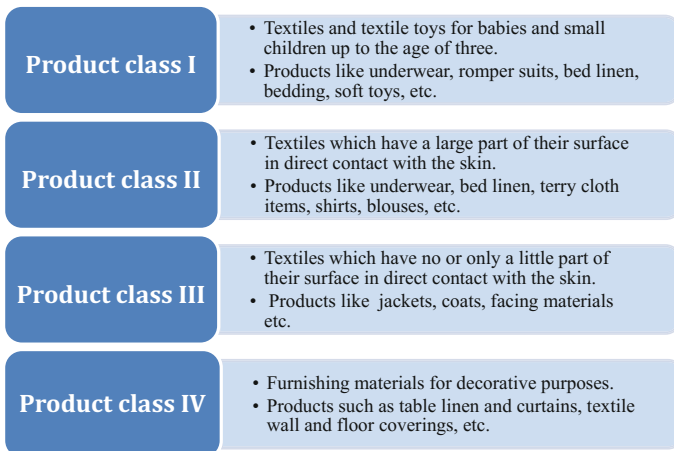 Product class I
• Textiles and textile toys for babies and small
children up to the age of three.
• Products like underwear, romper suits, bed linen,
bedding, soft toys, etc.
Product class II
• Textiles which have a large part of their surface
in direct contact with the skin.
• Products like underwear, bed linen, terry cloth
items, shirts, blouses, etc.
Product class III
• Textiles which have no or only a little part of
their surface in direct contact with the skin.
• Products like jackets, coats, facing materials
etc.
Product class IV
• Furnishing materials for decorative purposes.
• Products such as table linen and curtains, textile
wall and floor coverings, etc.